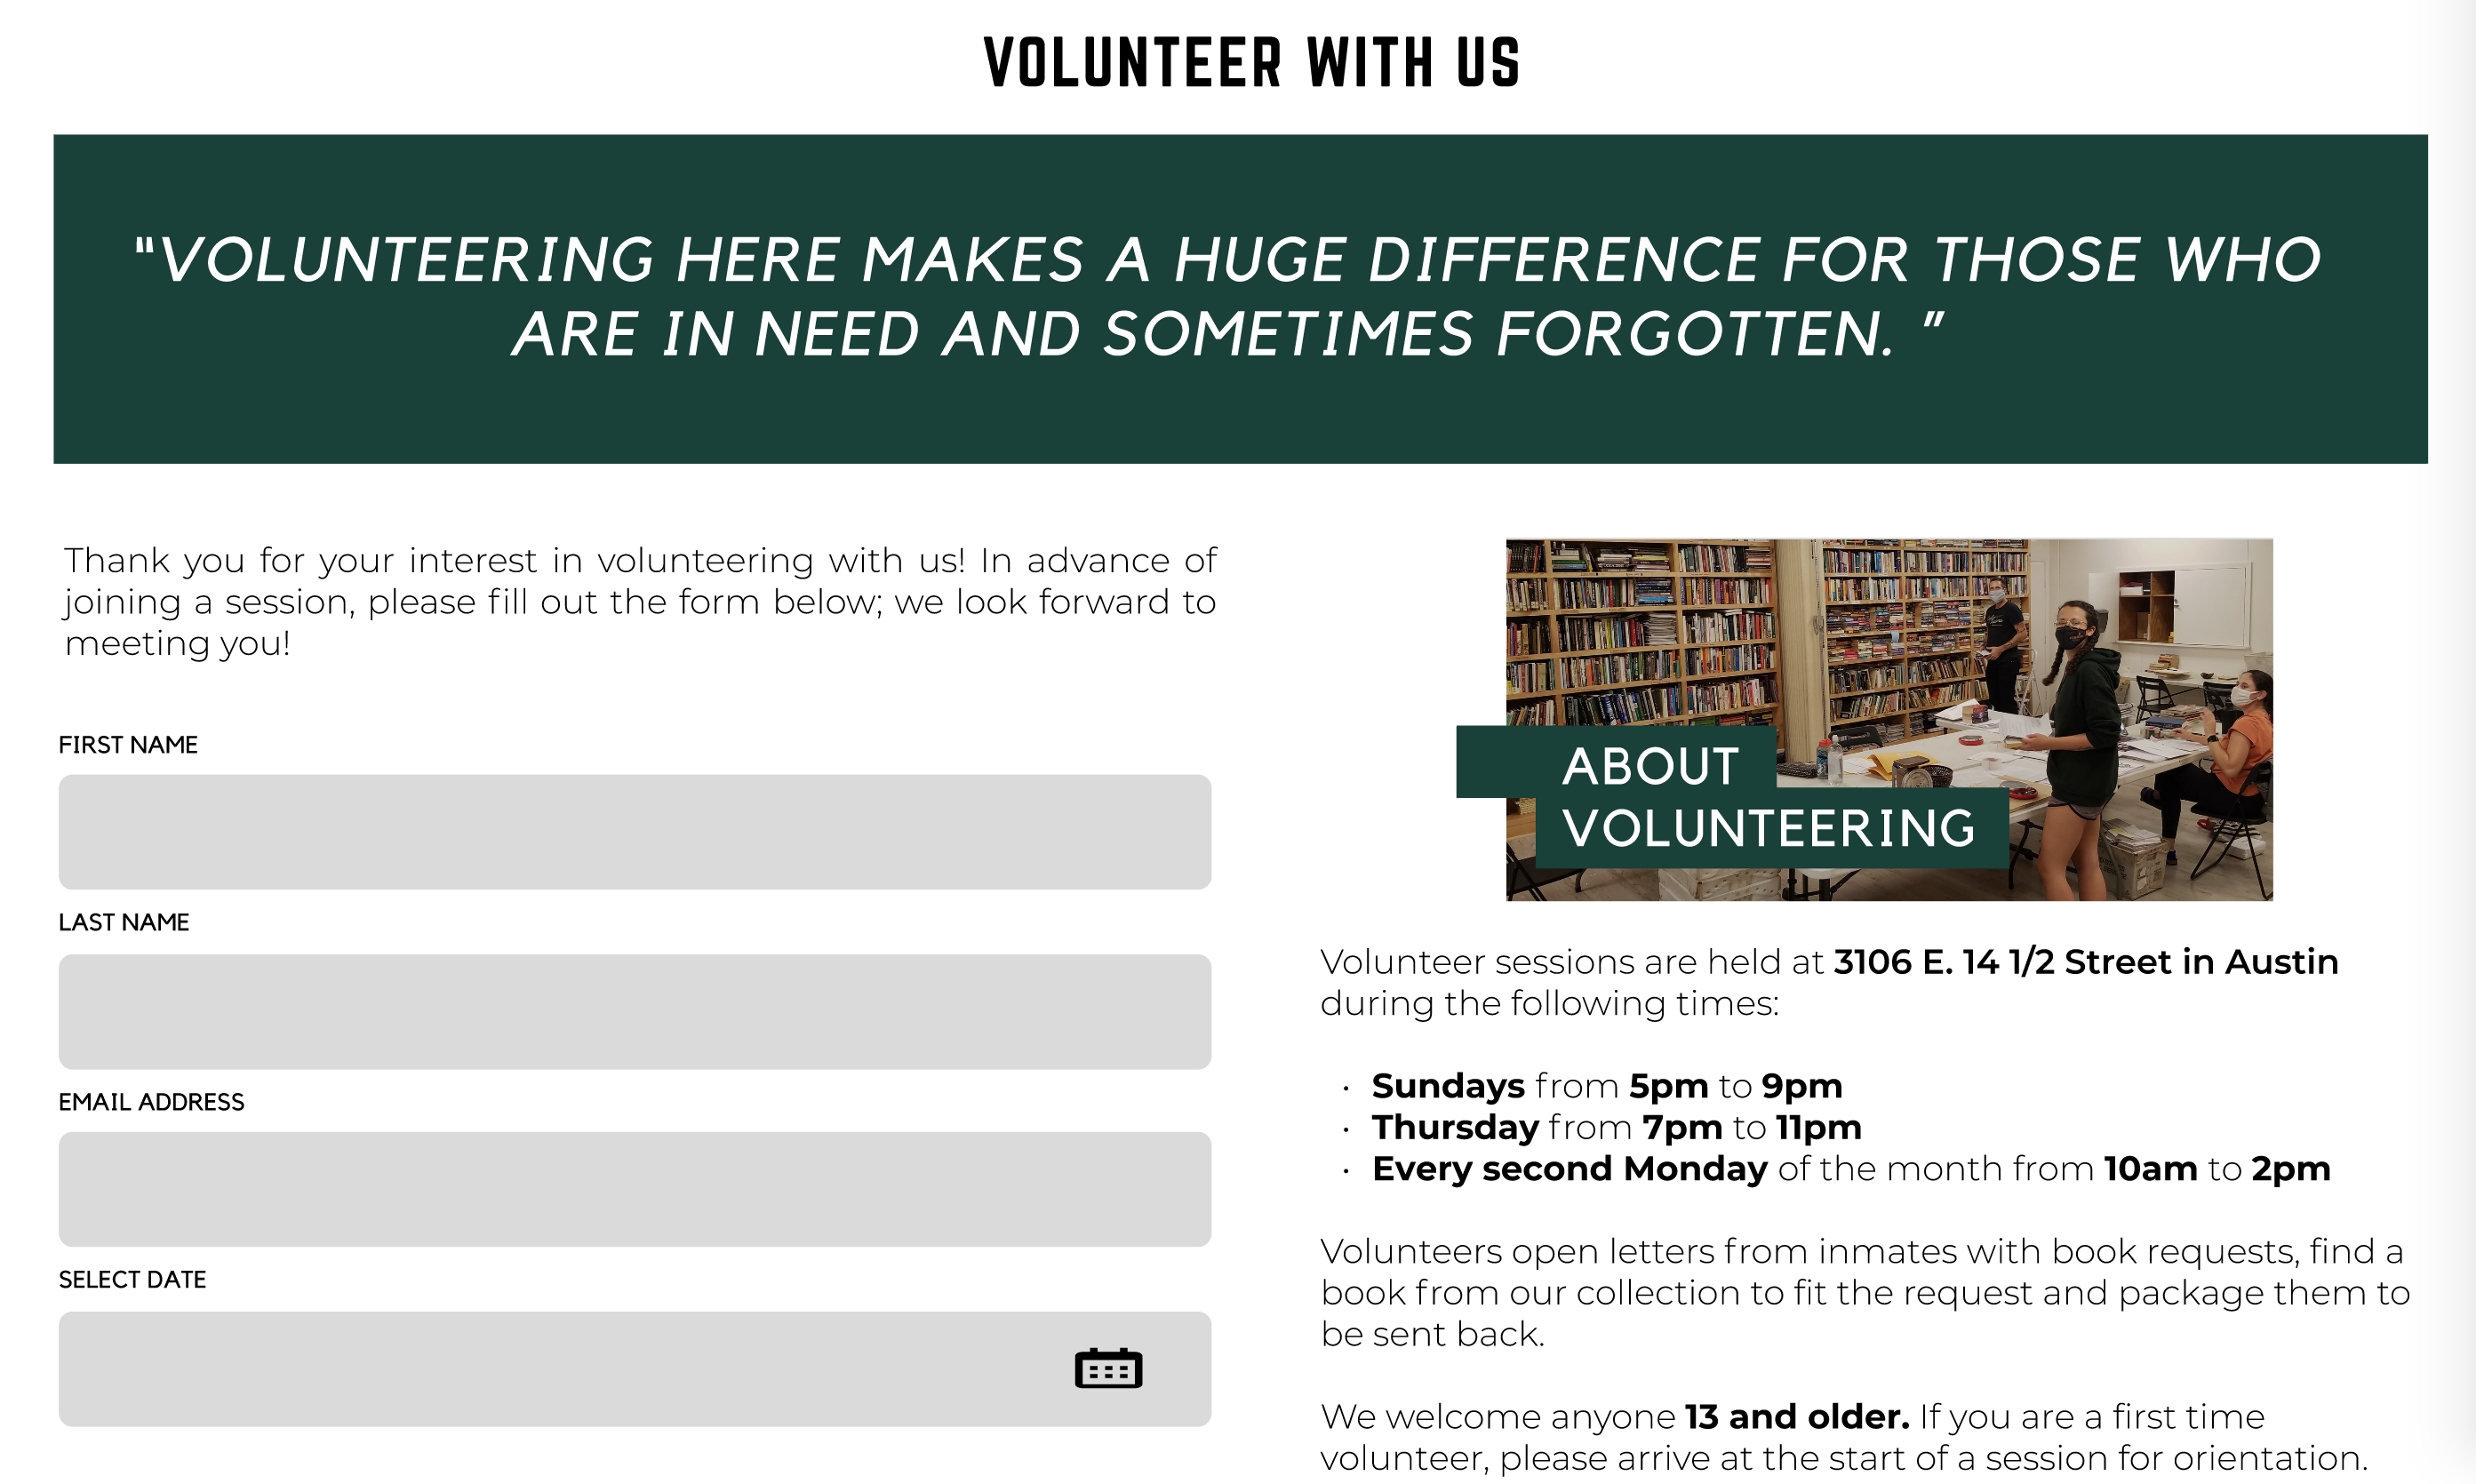 VOLUNTEER WITH US
"VOLUNTEERING HERE MAKES A HUGE DIFFERENCE FOR THOSE WHO
ARE IN NEED AND SOMETIMES FORGOTTEN. "
Thank you for your interest in volunteering with us! In advance of
joining a session, please fill out the form below; we look forward to
meeting you!
FIRST NAME
LAST NAME
EMAIL ADDRESS
SELECT DATE
ABOUT
VOLUNTEERING
Volunteer sessions are held at 3106 E. 14 1/2 Street in Austin
during the following times:
· Sundays from 5pm to 9pm
· Thursday from 7pm to 11pm
· Every second Monday of the month from 10am to 2pm
Volunteers open letters from inmates with book requests, find a
book from our collection to fit the request and package them to
be sent back.
We welcome anyone 13 and older. If you are a first time
volunteer, please arrive at the start of a session for orientation.